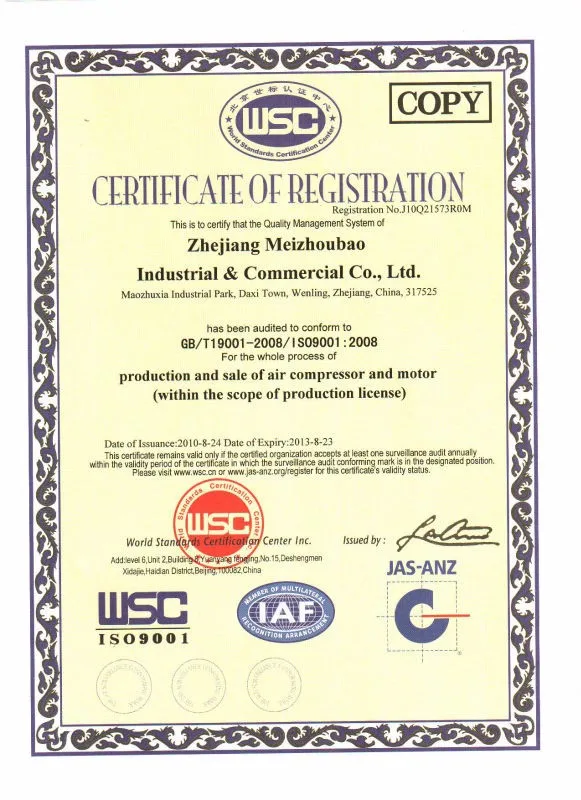 北京世标认证中心
WSC
World Standards Certification Center
COPY
CERTIFICATE OF REGISTRATION
Registration No.J10Q21573R0M
This is to certify that the Quality Management System of
Zhejiang Meizhoubao
Industrial & Commercial Co., Ltd.
Maozhuxia Industrial Park, Daxi Town, Wenling, Zhejiang, China, 317525
has been audited to conform to
GB/T19001-2008/ISO9001:2008
For the whole process of
production and sale of air compressor and motor
(within the scope of production license)
Date of Issuance:2010-8-24 Date of Expiry:2013-8-23
This certificate remains valid only if the certified organization accepts at least one surveillance audit annually
within the validity period of the certificate in which the surveillance audit conforming mark is in the designated position.
Please visit www.wsc.cn or www.jas-anz.org/register for this certificate's validity status.
World Standards Certification Center
WSC
World Standards Certification Center Inc.
Issued by :
Add:level 6,Unit 2,Building 8,Yuanyang No.15,Deshengmen
Xidajie,Haidian District,Beijing,100082,China
JAS-ANZ
WSC
ISO9001
MEMBER OF MULTILATERAL
IAF
RECOGNITION ARRANGEMENT